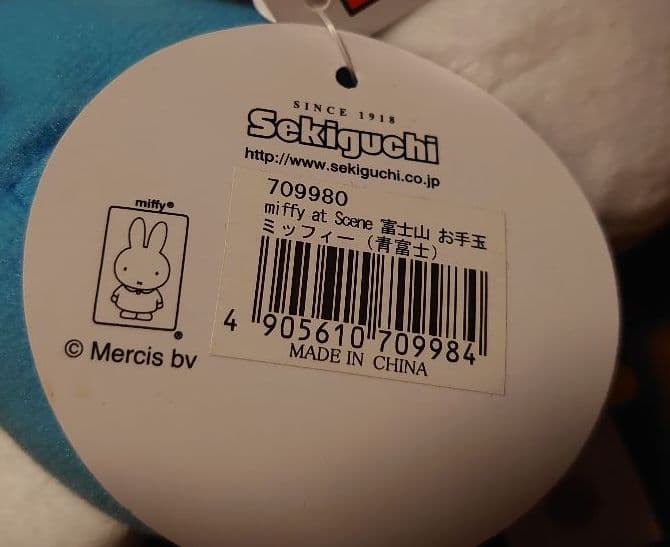 SINCE 1918
Sekiguchi
http://www.sekiguchi.co.jp
709980
miffy at Scene 富士山 お手玉
ミッフィー（青富士）
4 905610 709984
MADE IN CHINA
miffy®
®
© Mercis bv